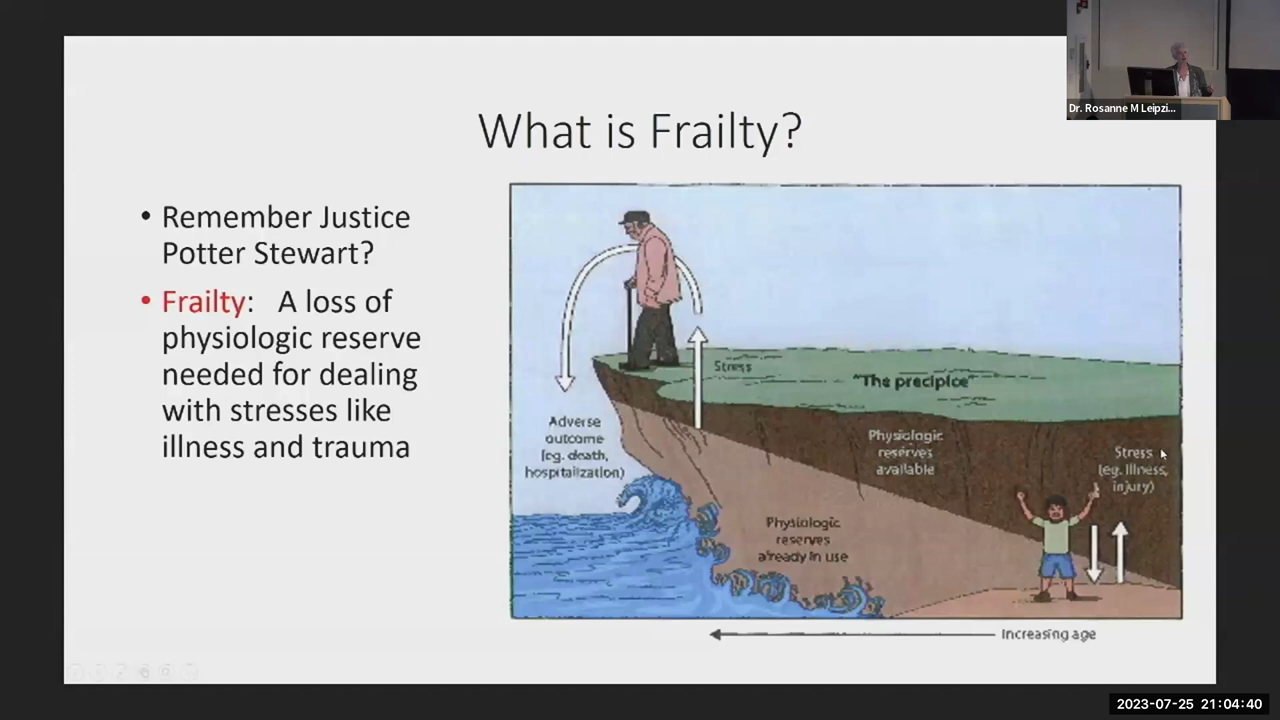 Dr. Rosanne M Leipzi...
What is Frailty?
• Remember Justice
Potter Stewart?
• Frailty: A loss of
physiologic reserve
needed for dealing
with stresses like
illness and trauma
Stress
"The precipice"
Adverse
outcome
(eg. death,
hospitalization)
Physiologic
reserves
available
Stress
(eg. illness,
injury)
Physiologic
reserves
already in use
Increasing age
2023-07-25 21:04:40